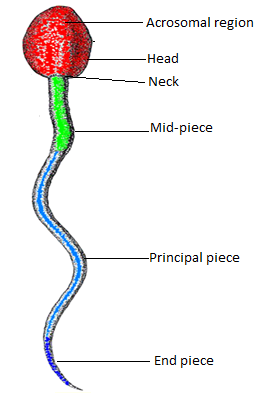 Acrosomal region
Head
Neck
Mid-piece
Principal piece
End piece